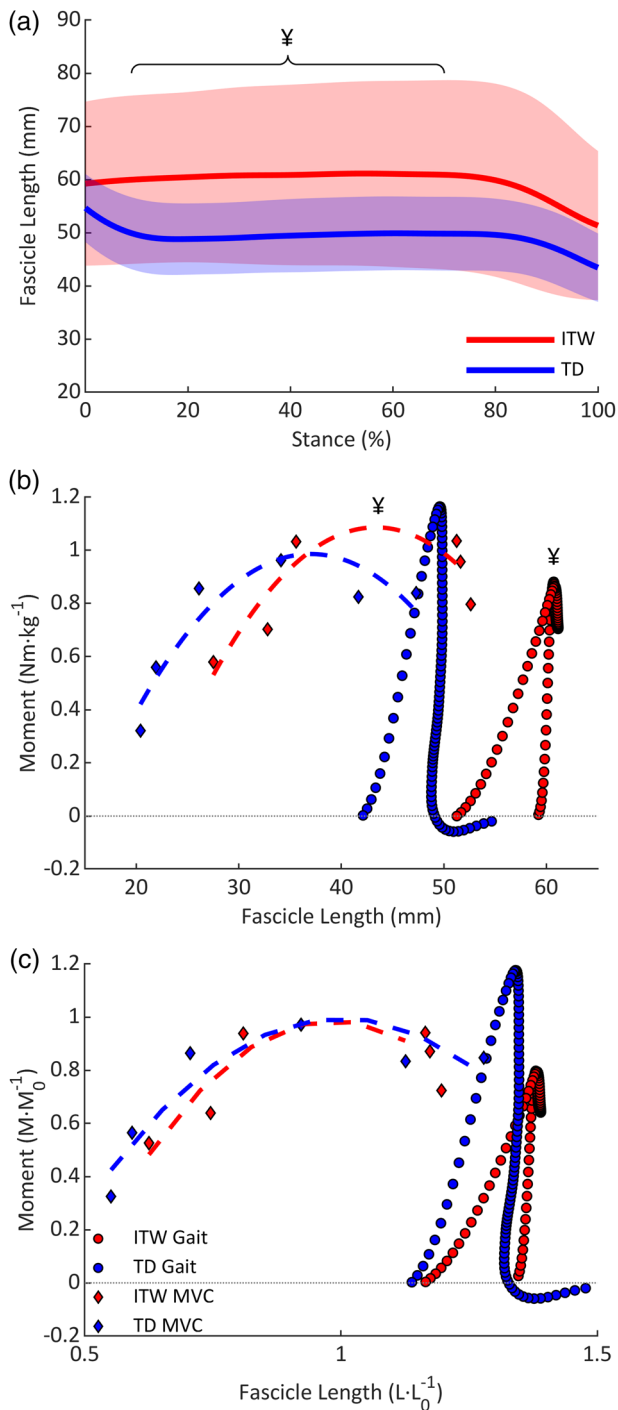 (a)
¥
90
80
70
60
50
40
30
20
Fascicle Length (mm)
ITW
TD
0 20 40 60 80 100
Stance (%)
(b)
¥
¥
1.2
1
0.8
0.6
0.4
0.2
0
-0.2
Moment (Nm·kg⁻¹)
20 30 40 50 60
Fascicle Length (mm)
(c)
1.2
1
0.8
0.6
0.4
1.2
0
-0.2
Moment (M·M₀⁻¹)
ITW Gait
TD Gait
ITW MVC
TD MVC
0.5 1 1.5
Fascicle Length (L·L₀⁻¹)